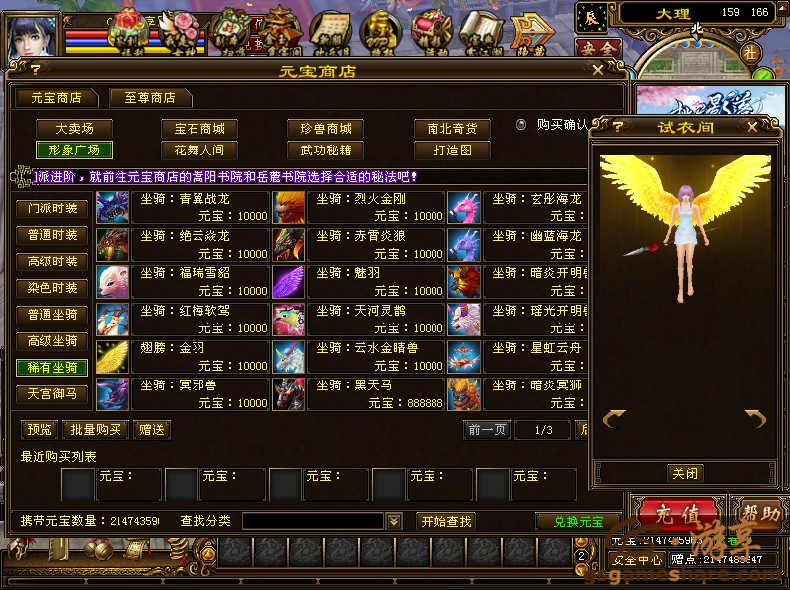 大理 159 166
北
辰
安全
社
元宝商店
元宝商店 至尊商店
大卖场 宝石商城 珍兽商城 南北奇货 购买确认
形象广场 花舞人间 武功秘籍 打造图
门派进阶，就前往元宝商店的嵩阳书院和岳麓书院选择合适的秘法吧！
门派时装
普通时装
高级时装
染色时装
普通坐骑
高级坐骑
稀有坐骑
天宫御马
坐骑：青翼战龙 坐骑：烈火金刚 坐骑：玄彤海龙
元宝：10000 元宝：10000 元宝：
坐骑：绝云焱龙 坐骑：赤霄炎狼 坐骑：幽蓝海龙
元宝：10000 元宝：10000 元宝：
坐骑：福瑞雪貂 坐骑：魅羽 坐骑：暗炎开明兽
元宝：10000 元宝：10000 元宝：
坐骑：红梅软驾 坐骑：天河灵鹊 坐骑：瑶光开明兽
元宝：10000 元宝：10000 元宝：
翅膀：金羽 坐骑：云水金睛兽 坐骑：星虹云舟
元宝：10000 元宝：10000 元宝：
坐骑：冥邪兽 坐骑：黑天马 坐骑：暗炎冥狮
元宝：10000 元宝：888888 元宝：
预览 批量购买 赠送 前一页 1/3
最近购买列表
元宝： 元宝： 元宝： 元宝： 元宝：
携带元宝数量：21474359 查找分类 开始查找 兑换元宝
试衣间
关闭
充值 帮助
安全中心 赠点：2147483647
2